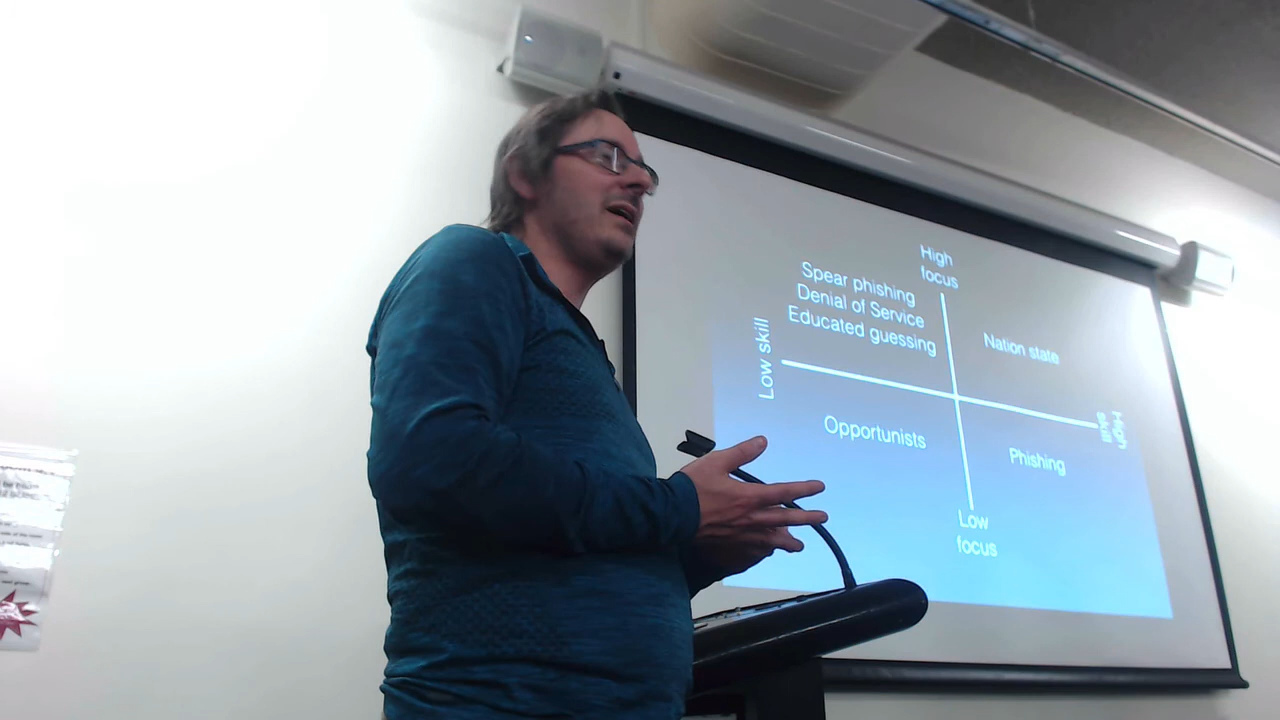 High
focus
Spear phishing
Denial of Service
Educated guessing
Nation state
Low skill
High
Skill
Opportunists
Phishing
Low
focus